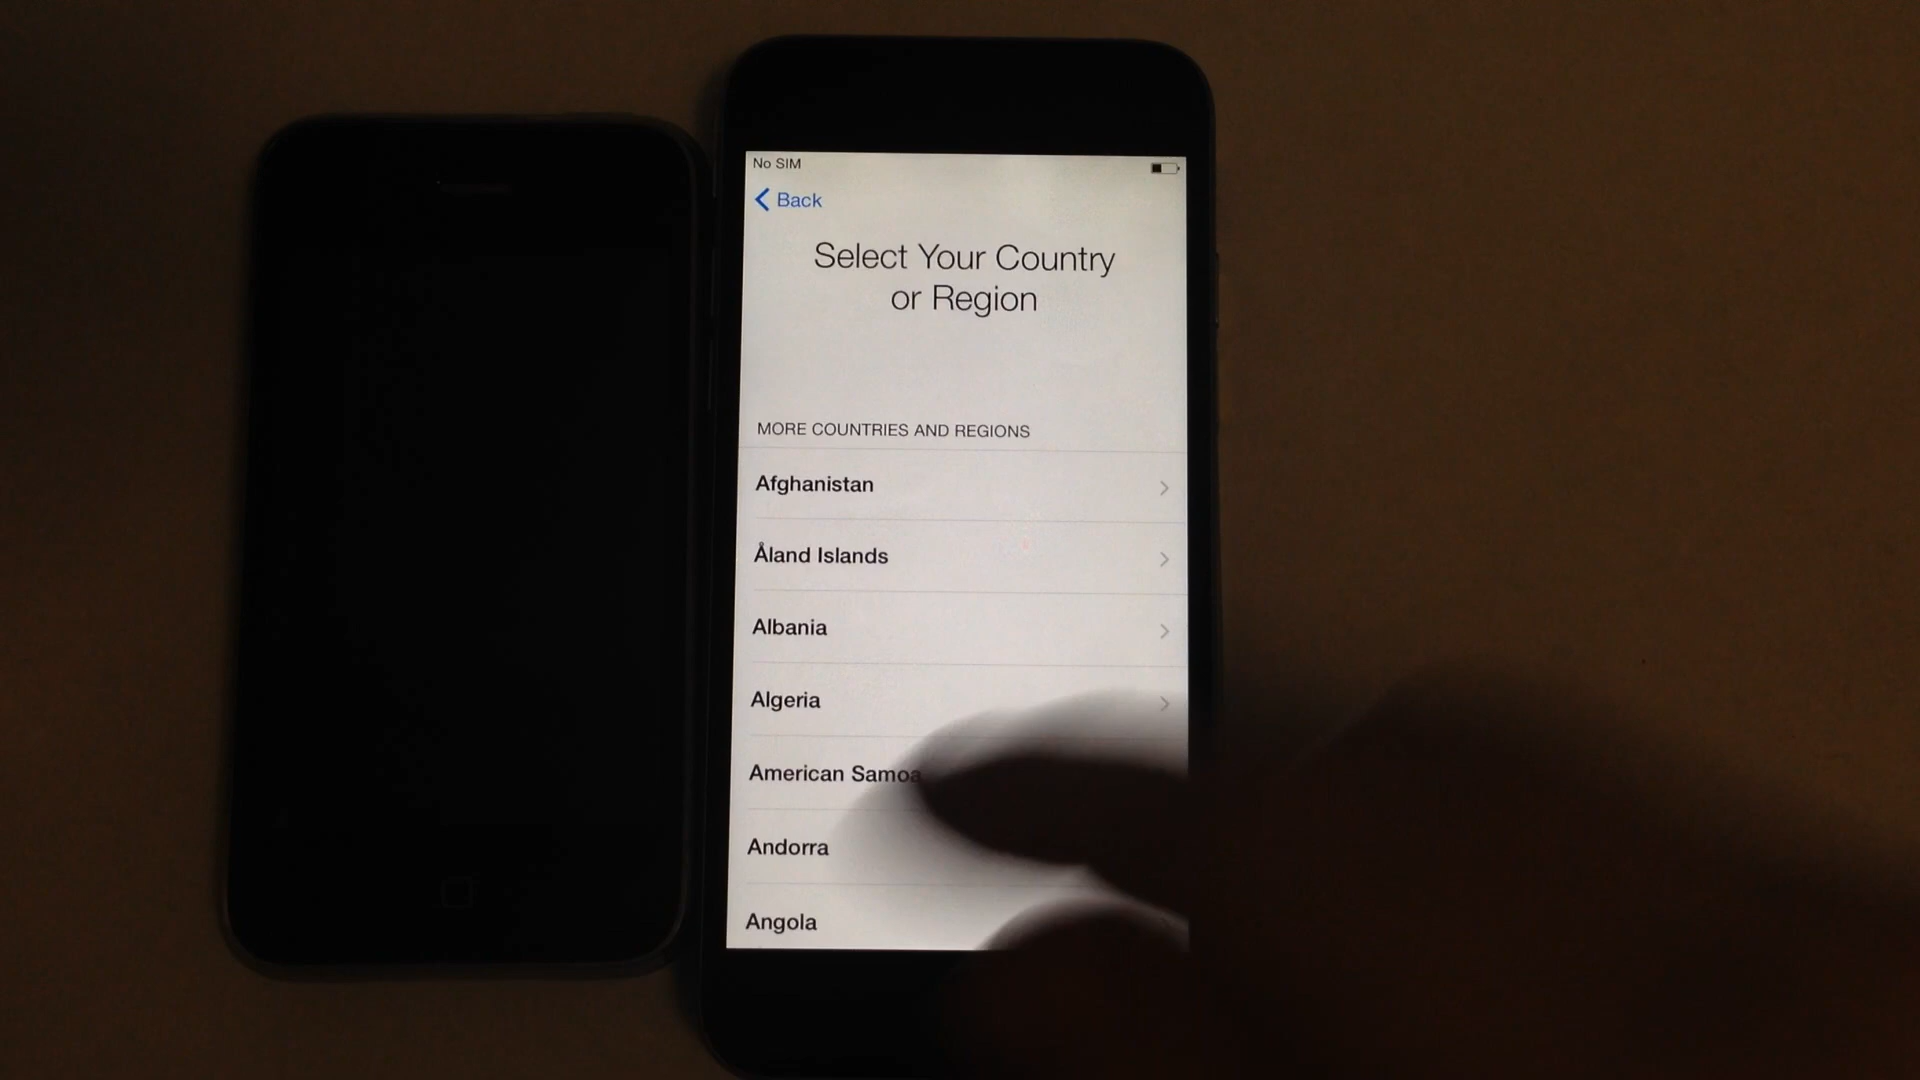 No SIM
Back
Select Your Country
or Region
MORE COUNTRIES AND REGIONS
Afghanistan
Åland Islands
Albania
Algeria
American Samoa
Andorra
Angola